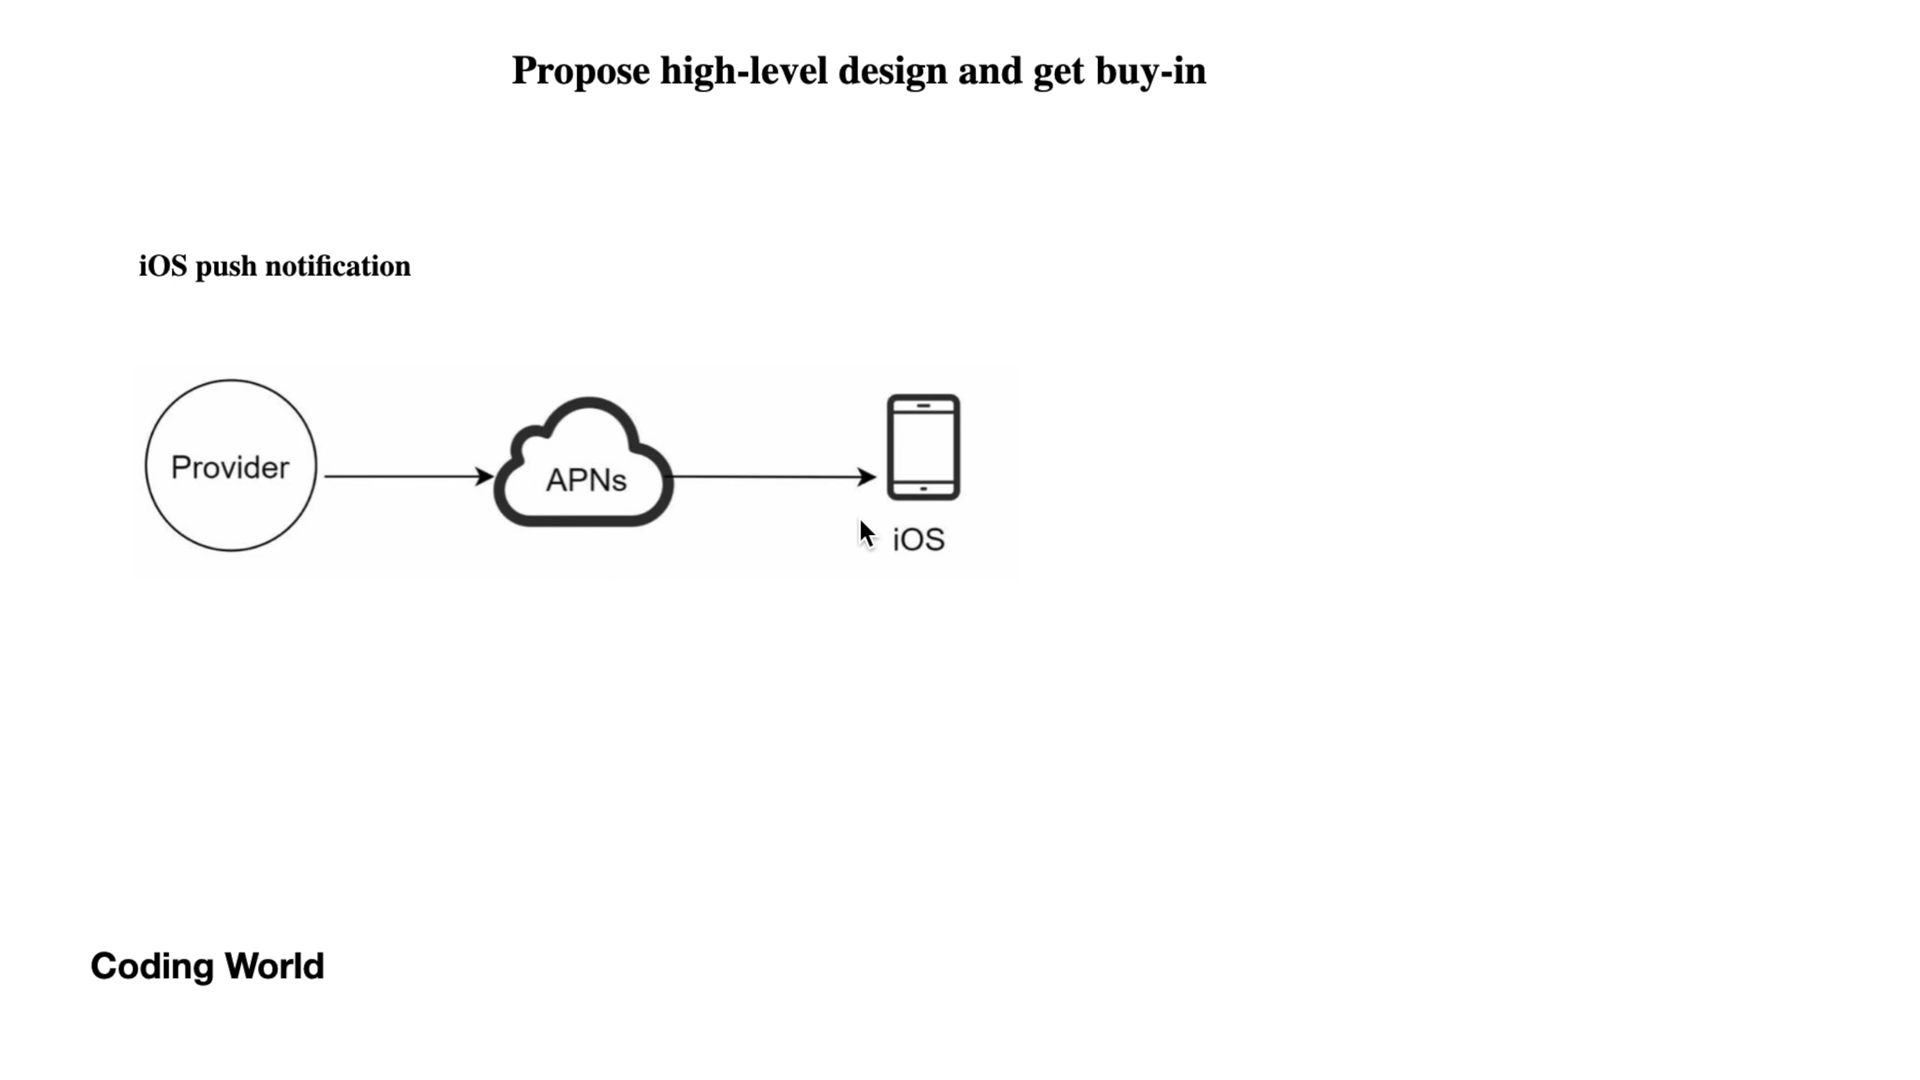 Propose high-level design and get buy-in
iOS push notification
Provider
APNs
iOS
Coding World